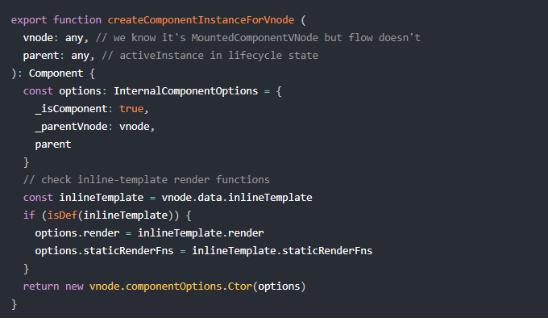 export function createComponentInstanceForVnode (
  vnode: any, // we know it's MountedComponentVNode but flow doesn't
  parent: any, // activeInstance in lifecycle state
): Component {
  const options: InternalComponentOptions = {
    _isComponent: true,
    _parentVnode: vnode,
    parent
  }
  // check inline-template render functions
  const inlineTemplate = vnode.data.inlineTemplate
  if (isDef(inlineTemplate)) {
    options.render = inlineTemplate.render
    options.staticRenderFns = inlineTemplate.staticRenderFns
  }
  return new vnode.componentOptions.Ctor(options)
}